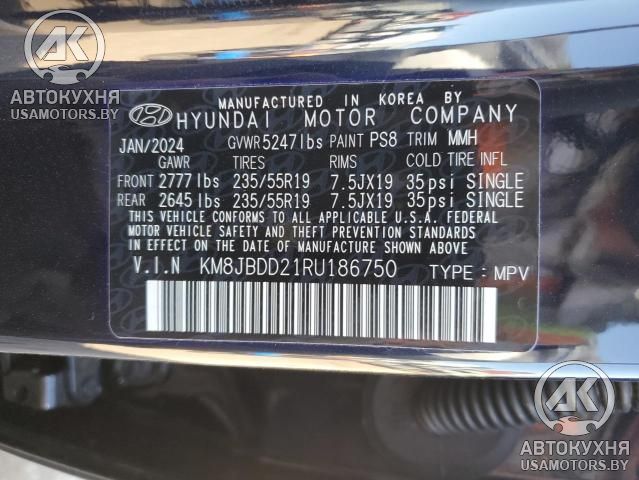 АК
АВТОКУХНЯ
USAMOTORS.BY
MANUFACTURED IN KOREA BY
HYUNDAI MOTOR COMPANY
JAN/2024 GVWR 5247lbs PAINT PS8 TRIM MMH
GAWR TIRES RIMS COLD TIRE INFL
FRONT 2777lbs 235/55R19 7.5JX19 35psi SINGLE
REAR 2645lbs 235/55R19 7.5JX19 35psi SINGLE
THIS VEHICLE CONFORMS TO ALL APPLICABLE U.S.A. FEDERAL
MOTOR VEHICLE SAFETY AND THEFT PREVENTION STANDARDS
IN EFFECT ON THE DATE OF MANUFACTURE SHOWN ABOVE.
V.I.N KM8JBDD21RU186750 TYPE : MPV
АК
АВТОКУХНЯ
USAMOTORS.BY